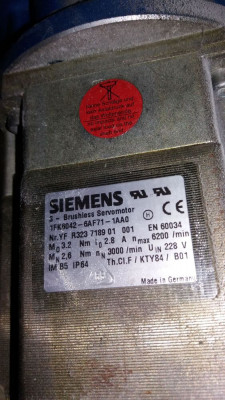 SIEMENS
3 ~ Brushless Servomotor
1FK6042-6AF71-1AA0
Nr.YF R323 7189 01 001 EN 60034
M0 3,2 Nm I0 2.8 A nmax 6200 /min
MN 2,6 Nm nN 3000 /min UIN 228 V
IM B5 IP64 Th.Cl.F / KTY84 / B01
Made in Germany